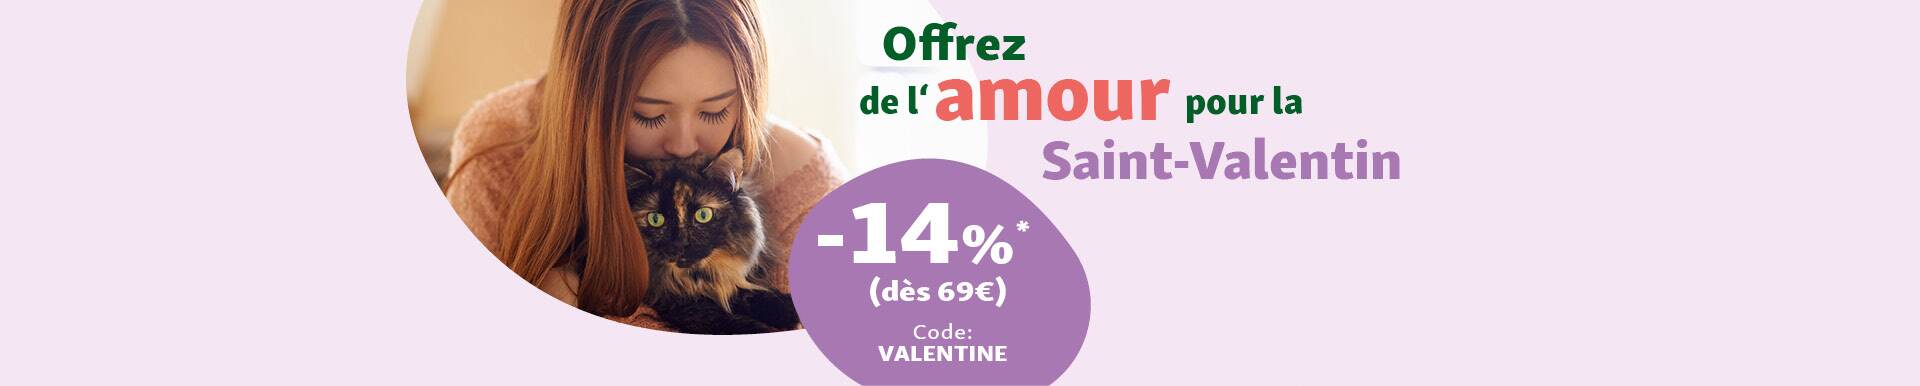 Offrez
de l‘amour pour la
Saint-Valentin
-14%*
(dès 69€)
Code:
VALENTINE